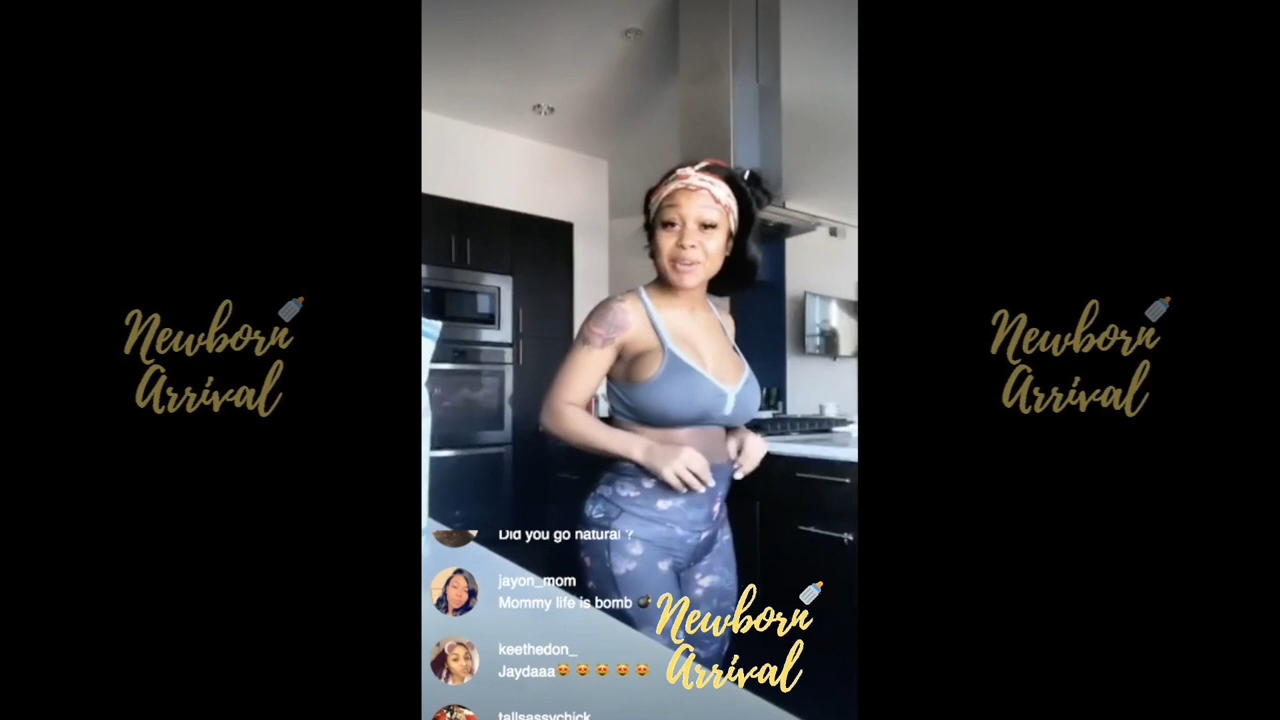 Newborn
Arrival
Newborn
Arrival
Did you go natural ?
jayon_mom
Mommy life is bomb 💣
keethedon_
Jaydaaa😍😍😍😍😍
tallsassychick
Newborn
Arrival